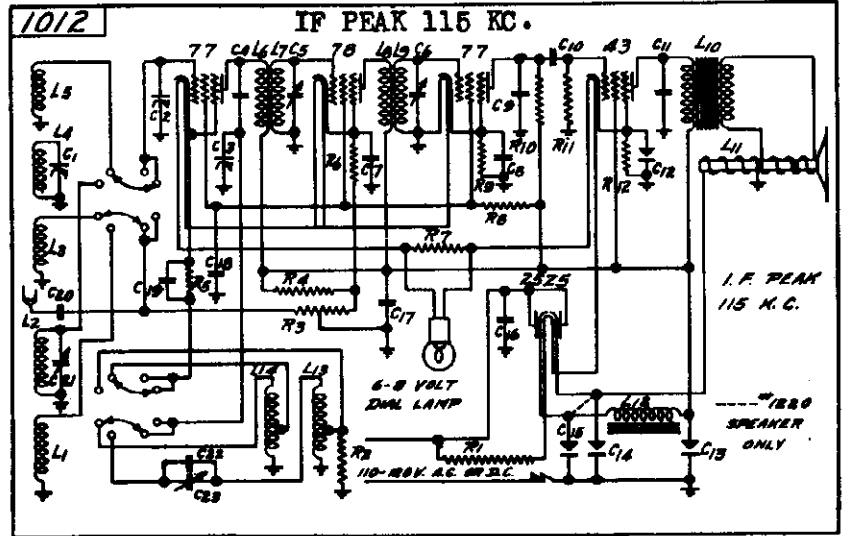 1012
IF PEAK 115 KC.
77 C4 L6 L7 C5 78 L8 L9 C6 77 C10 43 C11 L10
L5
C2
C9
L4
C1
C3
R6
C7
R9 C8
R10
R11
R12
C12
L11
R8
L3
R7
C19 R5
C18
R4
25Z5
I.F. PEAK
115 K.C.
C20
L2
R3
C17
C16
C21
6-8 VOLT
DIAL LAMP
L14 L13
L12
#1220
SPEAKER
ONLY
L1
C15
C14
C13
C22
C23
R2
R1
110-120V. A.C. OR D.C.